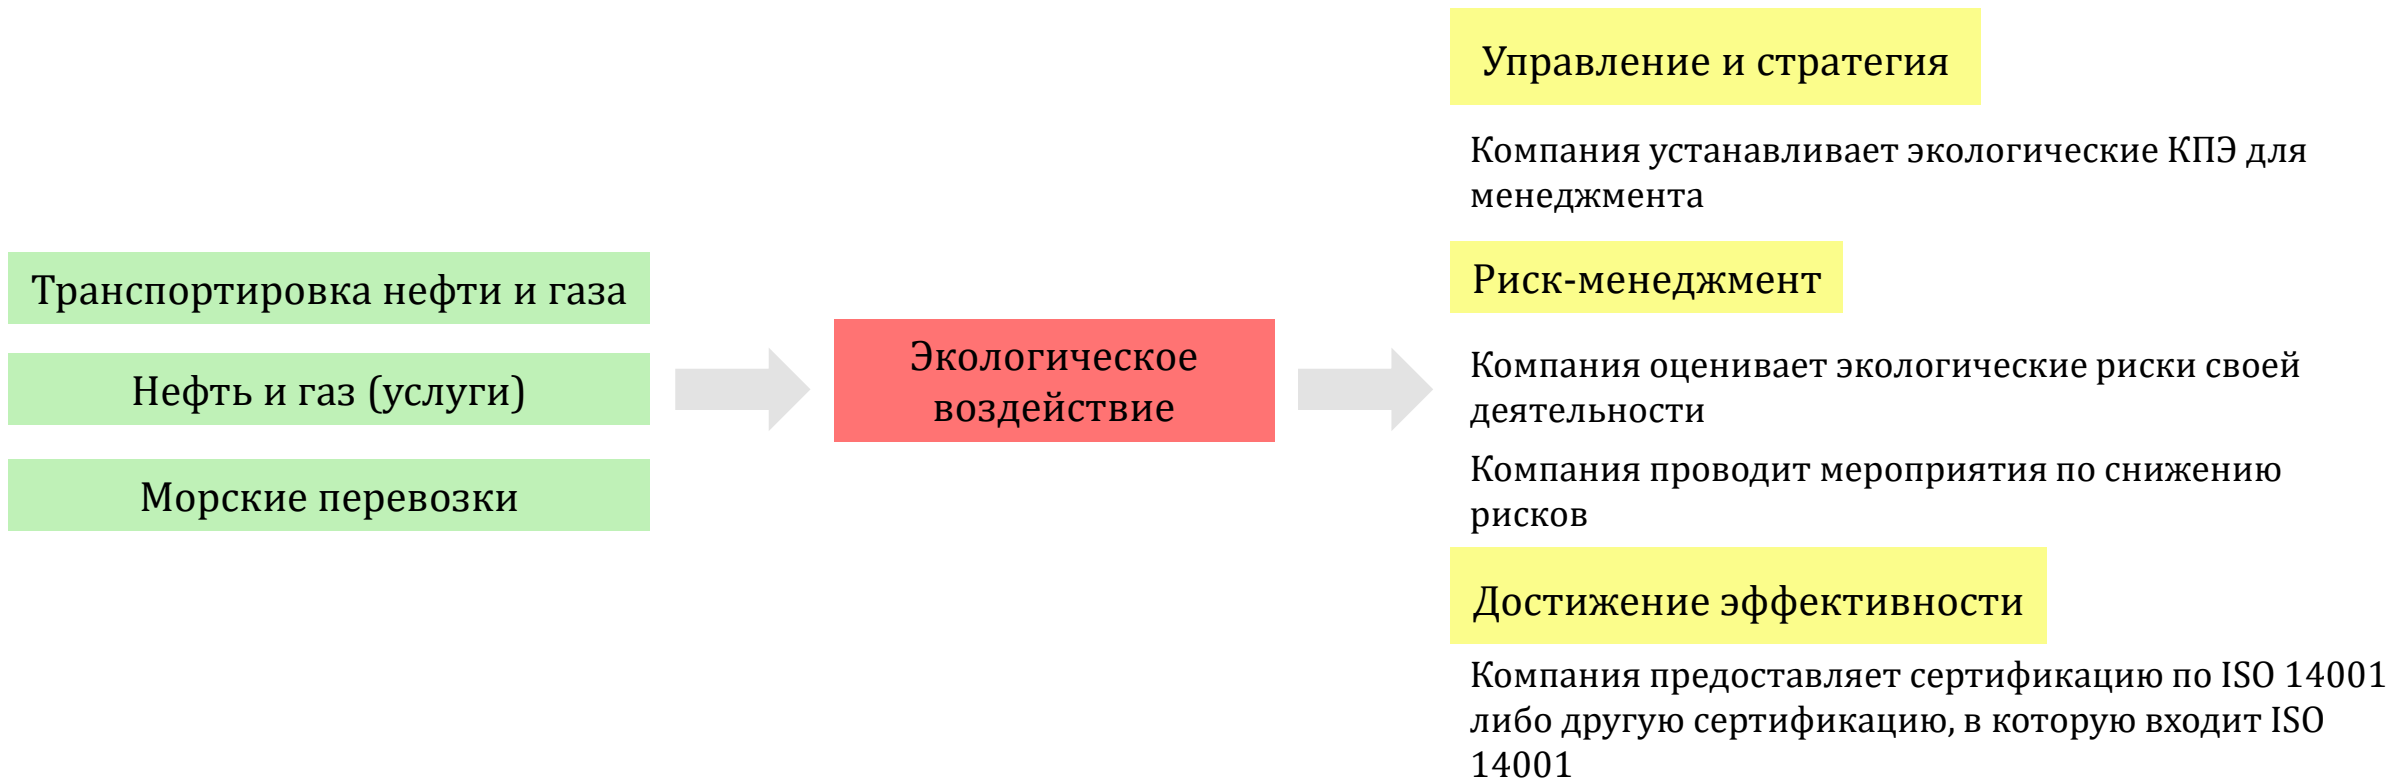 Транспортировка нефти и газа
Нефть и газ (услуги)
Морские перевозки
Экологическое
воздействие
Управление и стратегия
Компания устанавливает экологические КПЭ для
менеджмента
Риск-менеджмент
Компания оценивает экологические риски своей
деятельности
Компания проводит мероприятия по снижению
рисков
Достижение эффективности
Компания предоставляет сертификацию по ISO 14001
либо другую сертификацию, в которую входит ISO
14001